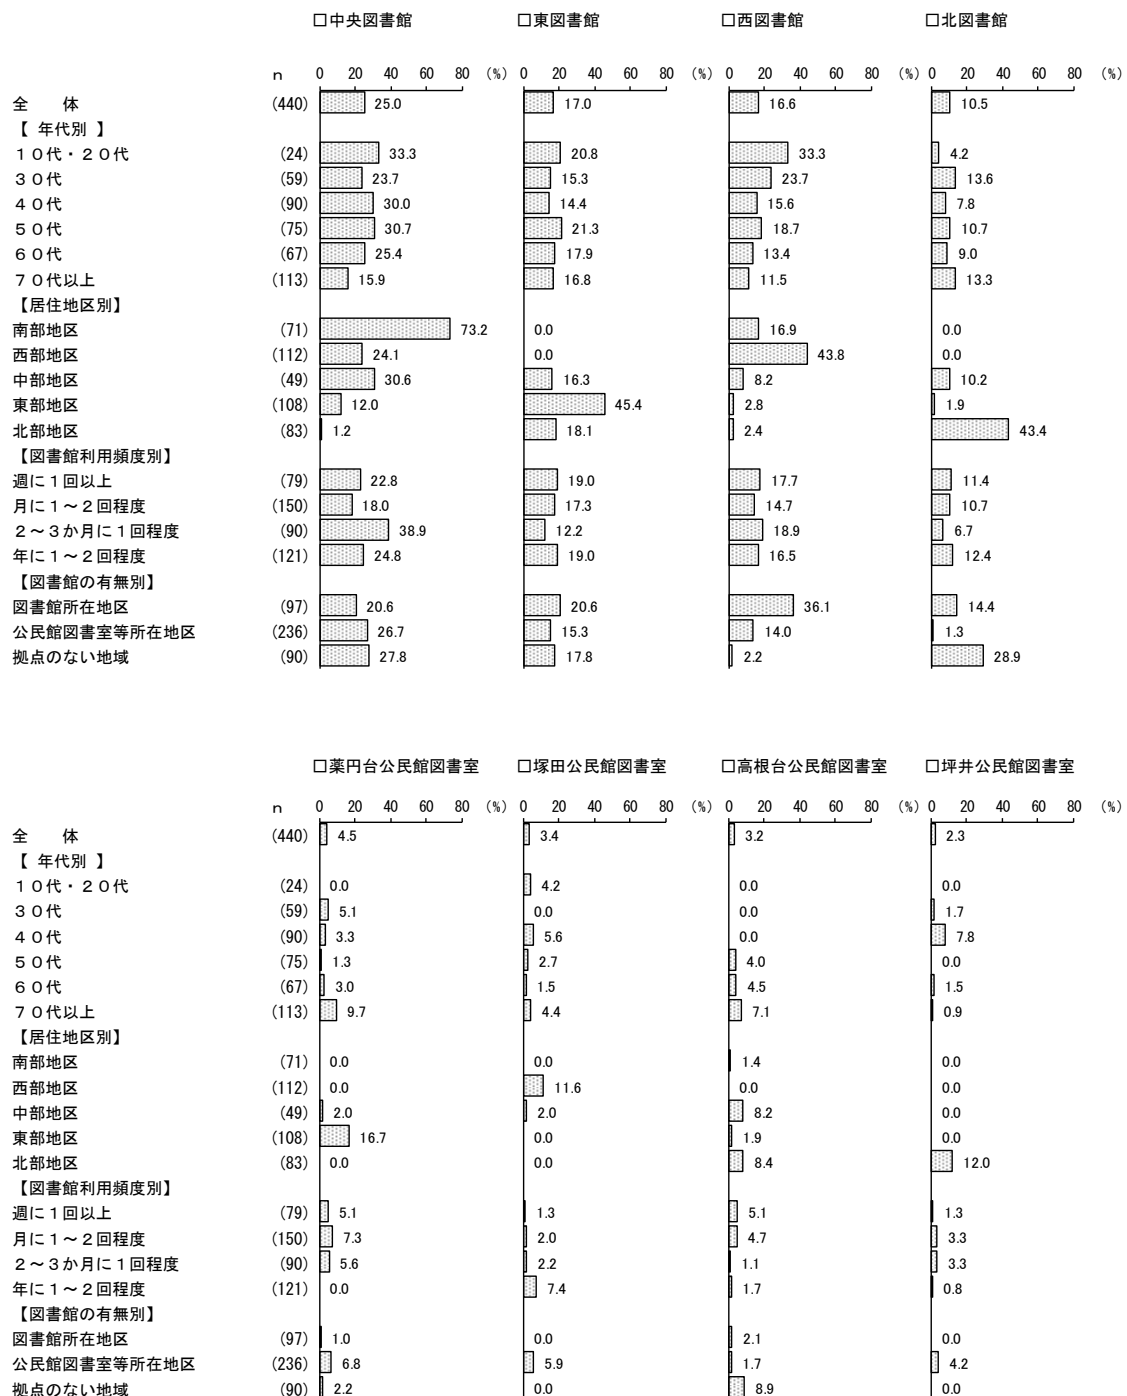 □中央図書館 □東図書館 □西図書館 □北図書館
n 0 20 40 60 80 (%) 0 20 40 60 80 (%) 0 20 40 60 80 (%) 0 20 40 60 80 (%)
全　　体 (440) 25.0 17.0 16.6 10.5
【 年代別 】
１０代・２０代 (24) 33.3 20.8 33.3 4.2
３０代 (59) 23.7 15.3 23.7 13.6
４０代 (90) 30.0 14.4 15.6 7.8
５０代 (75) 30.7 21.3 18.7 10.7
６０代 (67) 25.4 17.9 13.4 9.0
７０代以上 (113) 15.9 16.8 11.5 13.3
【居住地区別】
南部地区 (71) 73.2 0.0 16.9 0.0
西部地区 (112) 24.1 0.0 43.8 0.0
中部地区 (49) 30.6 16.3 8.2 10.2
東部地区 (108) 12.0 45.4 2.8 1.9
北部地区 (83) 1.2 18.1 2.4 43.4
【図書館利用頻度別】
週に１回以上 (79) 22.8 19.0 17.7 11.4
月に１～２回程度 (150) 18.0 17.3 14.7 10.7
２～３か月に１回程度 (90) 38.9 12.2 18.9 6.7
年に１～２回程度 (121) 24.8 19.0 16.5 12.4
【図書館の有無別】
図書館所在地区 (97) 20.6 20.6 36.1 14.4
公民館図書室等所在地区 (236) 26.7 15.3 14.0 1.3
拠点のない地域 (90) 27.8 17.8 2.2 28.9
□薬円台公民館図書室 □塚田公民館図書室 □高根台公民館図書室 □坪井公民館図書室
n 0 20 40 60 80 (%) 0 20 40 60 80 (%) 0 20 40 60 80 (%) 0 20 40 60 80 (%)
全　　体 (440) 4.5 3.4 3.2 2.3
【 年代別 】
１０代・２０代 (24) 0.0 4.2 0.0 0.0
３０代 (59) 5.1 0.0 0.0 1.7
４０代 (90) 3.3 5.6 0.0 7.8
５０代 (75) 1.3 2.7 4.0 0.0
６０代 (67) 3.0 1.5 4.5 1.5
７０代以上 (113) 9.7 4.4 7.1 0.9
【居住地区別】
南部地区 (71) 0.0 0.0 1.4 0.0
西部地区 (112) 0.0 11.6 0.0 0.0
中部地区 (49) 2.0 2.0 8.2 0.0
東部地区 (108) 16.7 0.0 1.9 0.0
北部地区 (83) 0.0 0.0 8.4 12.0
【図書館利用頻度別】
週に１回以上 (79) 5.1 1.3 5.1 1.3
月に１～２回程度 (150) 7.3 2.0 4.7 3.3
２～３か月に１回程度 (90) 5.6 2.2 1.1 3.3
年に１～２回程度 (121) 0.0 7.4 1.7 0.8
【図書館の有無別】
図書館所在地区 (97) 1.0 0.0 2.1 0.0
公民館図書室等所在地区 (236) 6.8 5.9 1.7 4.2
拠点のない地域 (90) 2.2 0.0 8.9 0.0